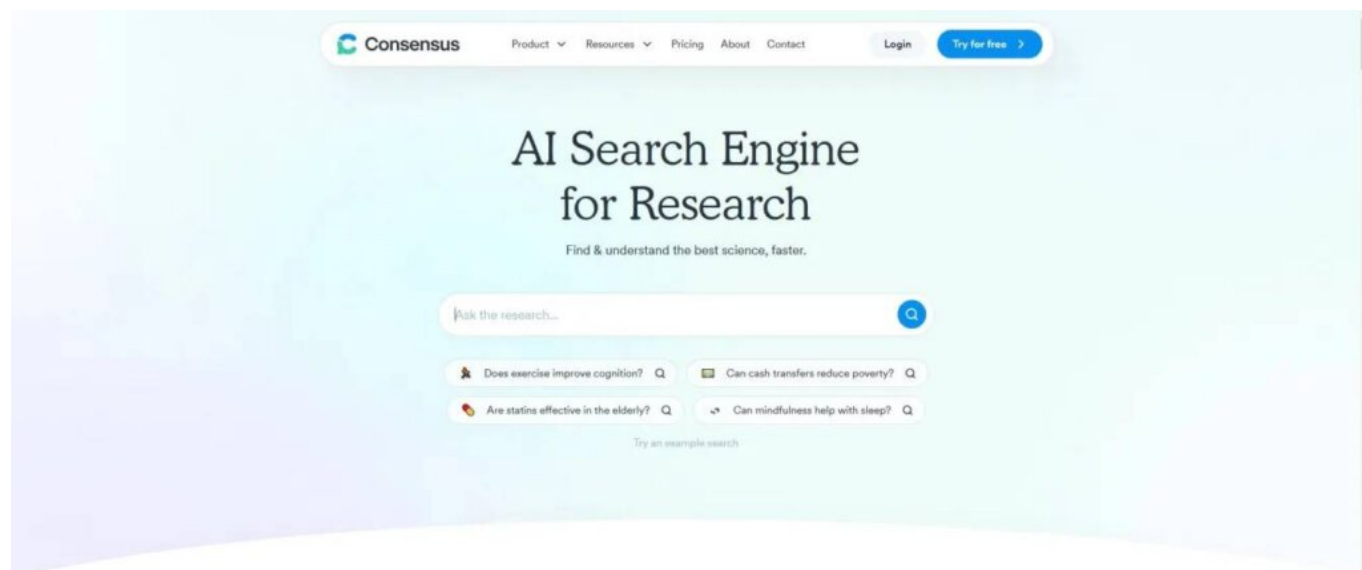 Consensus Product Resources Pricing About Contact Login Try for free
AI Search Engine
for Research
Find & understand the best science, faster.
Ask the research...
Does exercise improve cognition? Can cash transfers reduce poverty?
Are statins effective in the elderly? Can mindfulness help with sleep?
Try an example search